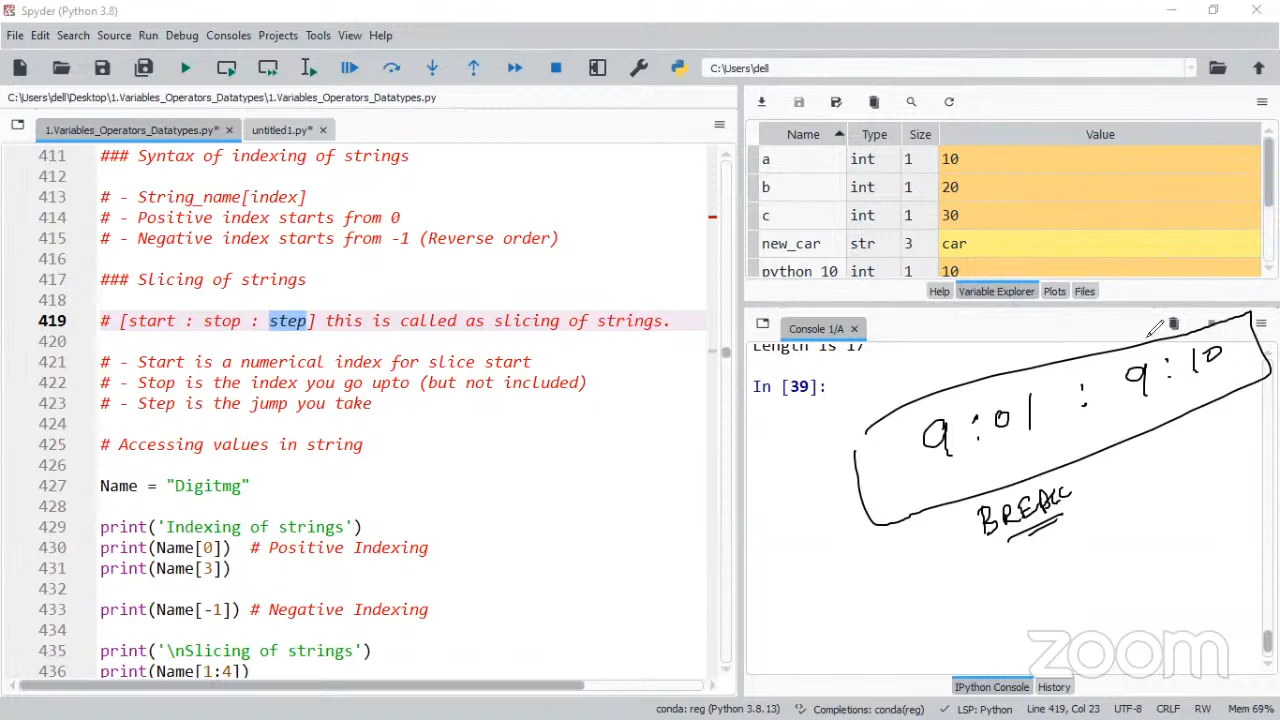 Spyder (Python 3.8)
File Edit Search Source Run Debug Consoles Projects Tools View Help
C:\Users\dell
C:\Users\dell\Desktop\1.Variables_Operators_Datatypes\1.Variables_Operators_Datatypes.py
1.Variables_Operators_Datatypes.py* untitled1.py*
411 ### Syntax of indexing of strings
412
413 # - String_name[index]
414 # - Positive index starts from 0
415 # - Negative index starts from -1 (Reverse order)
416
417 ### Slicing of strings
418
419 # [start : stop : step] this is called as slicing of strings.
420
421 # - Start is a numerical index for slice start
422 # - Stop is the index you go upto (but not included)
423 # - Step is the jump you take
424
425 # Accessing values in string
426
427 Name = "Digitmg"
428
429 print('Indexing of strings')
430 print(Name[0]) # Positive Indexing
431 print(Name[3])
432
433 print(Name[-1]) # Negative Indexing
434
435 print('\nSlicing of strings')
436 print(Name[1:4])
Name Type Size Value
a int 1 10
b int 1 20
c int 1 30
new_car str 3 car
python_10 int 1 10
Help Variable Explorer Plots Files
Console 1/A
Length is 17
In [39]:
9:01 : 9:10
BREAK
zoom
IPython Console History
conda: reg (Python 3.8.13) Completions: conda(reg) LSP: Python Line 419, Col 23 UTF-8 CRLF RW Mem 69%